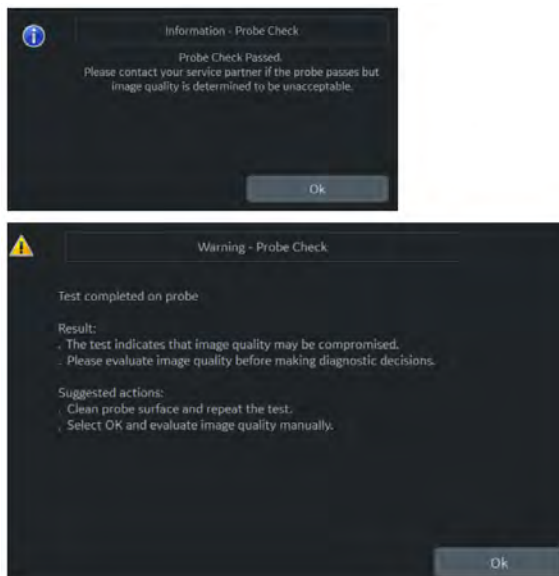 Information - Probe Check
Probe Check Passed.
Please contact your service partner if the probe passes but
image quality is determined to be unacceptable.
Ok
Warning - Probe Check
Test completed on probe
Result:
. The test indicates that image quality may be compromised.
. Please evaluate image quality before making diagnostic decisions.
Suggested actions:
. Clean probe surface and repeat the test.
. Select OK and evaluate image quality manually.
Ok